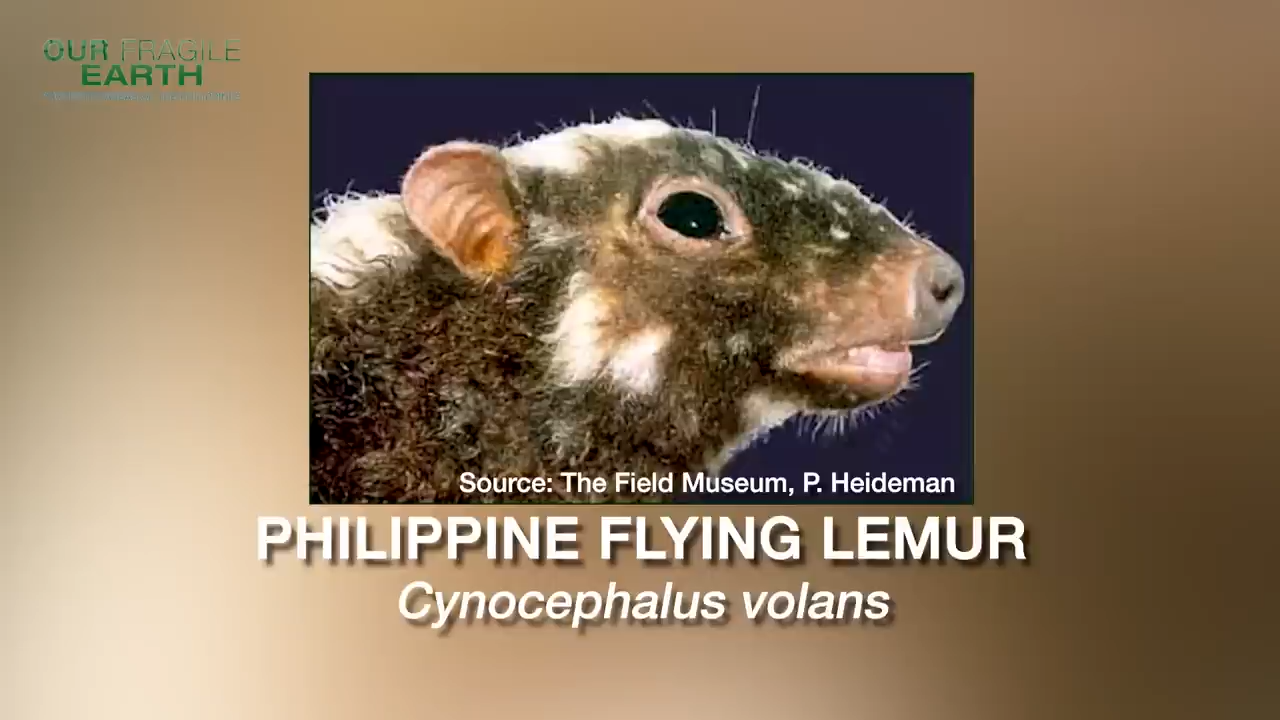 OUR FRAGILE
EARTH
Source: The Field Museum, P. Heideman
PHILIPPINE FLYING LEMUR
Cynocephalus volans